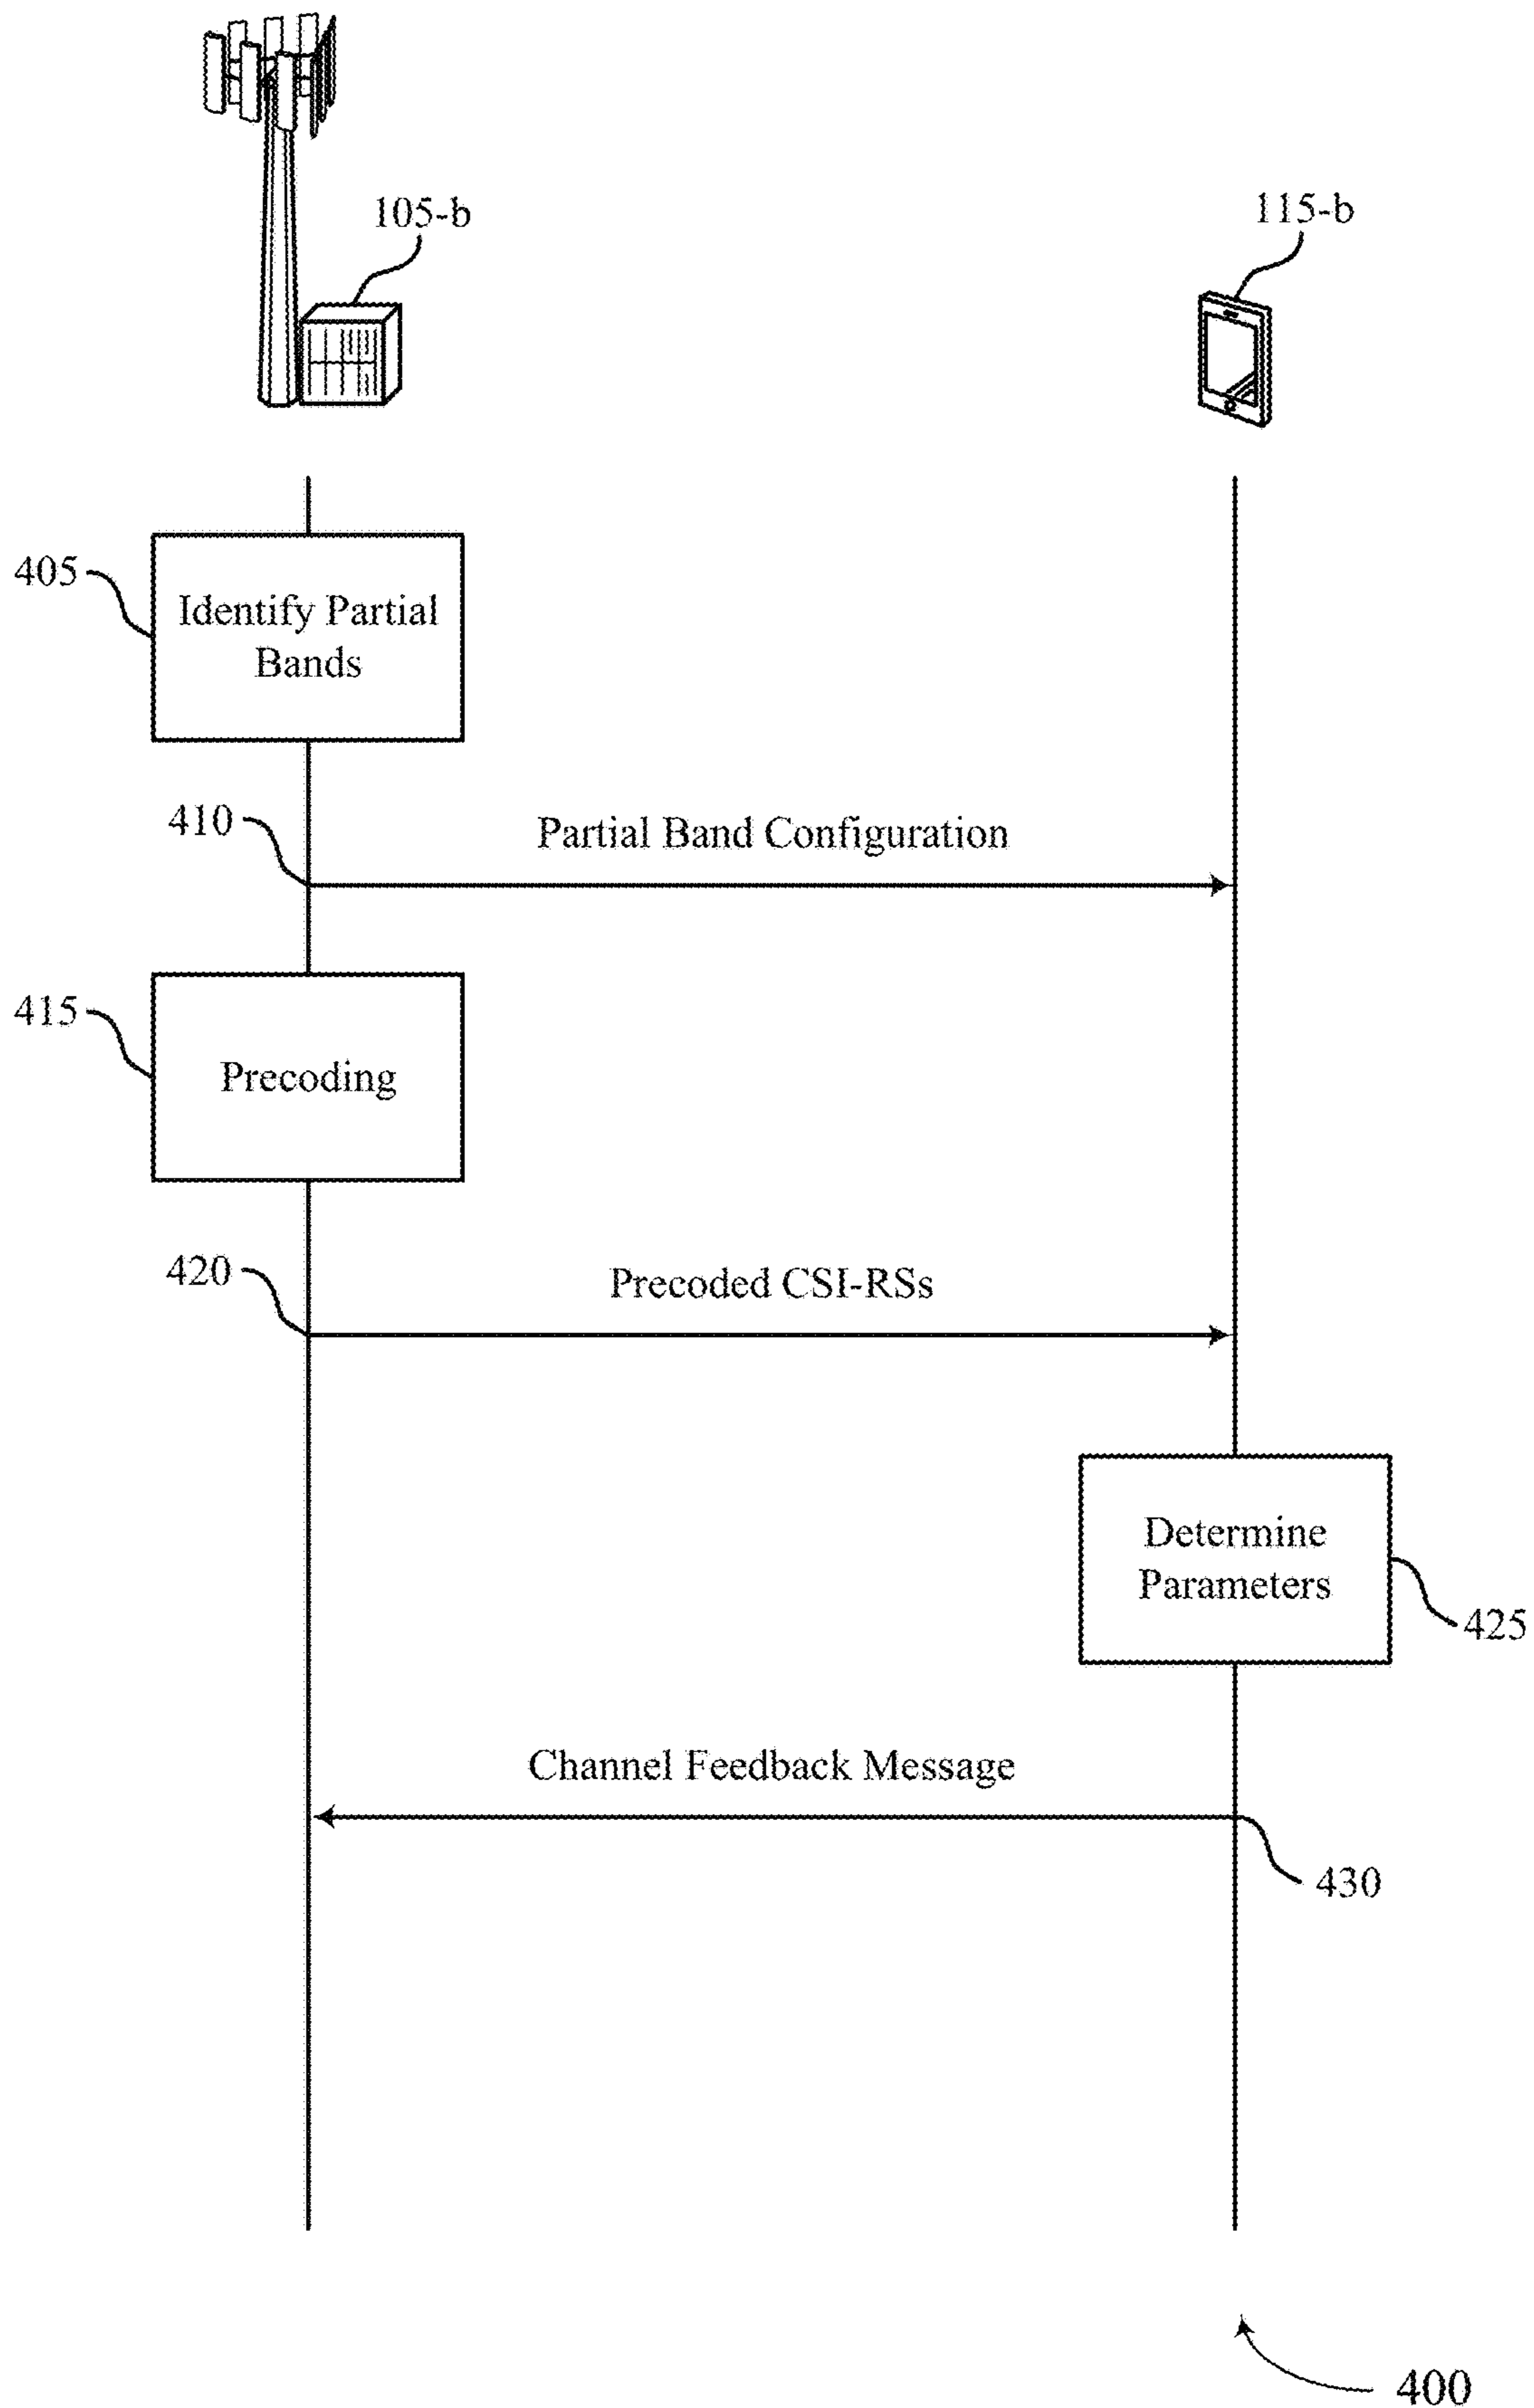 105-b
115-b
405
Identify Partial
Bands
410
Partial Band Configuration
415
Precoding
420
Precoded CSI-RSs
Determine
Parameters
425
Channel Feedback Message
430
400